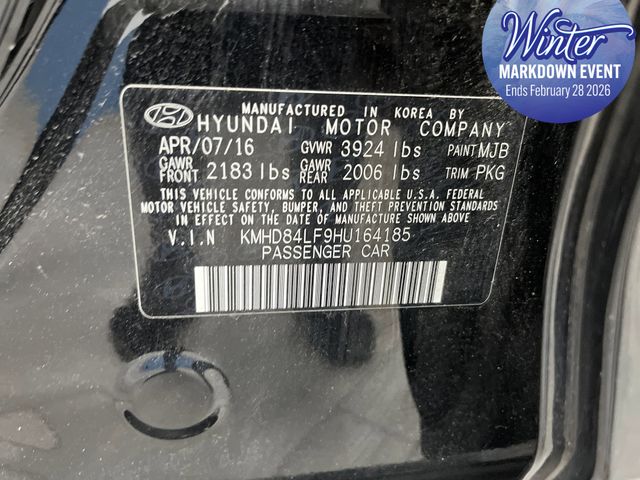 Winter
MARKDOWN EVENT
Ends February 28 2026
MANUFACTURED IN KOREA BY
HYUNDAI MOTOR COMPANY
APR/07/16 GVWR 3924 lbs PAINT MJB
GAWR FRONT 2183 lbs GAWR REAR 2006 lbs TRIM PKG
THIS VEHICLE CONFORMS TO ALL APPLICABLE U.S.A. FEDERAL
MOTOR VEHICLE SAFETY, BUMPER, AND THEFT PREVENTION STANDARDS
IN EFFECT ON THE DATE OF MANUFACTURE SHOWN ABOVE
V.I.N KMHD84LF9HU164185
PASSENGER CAR